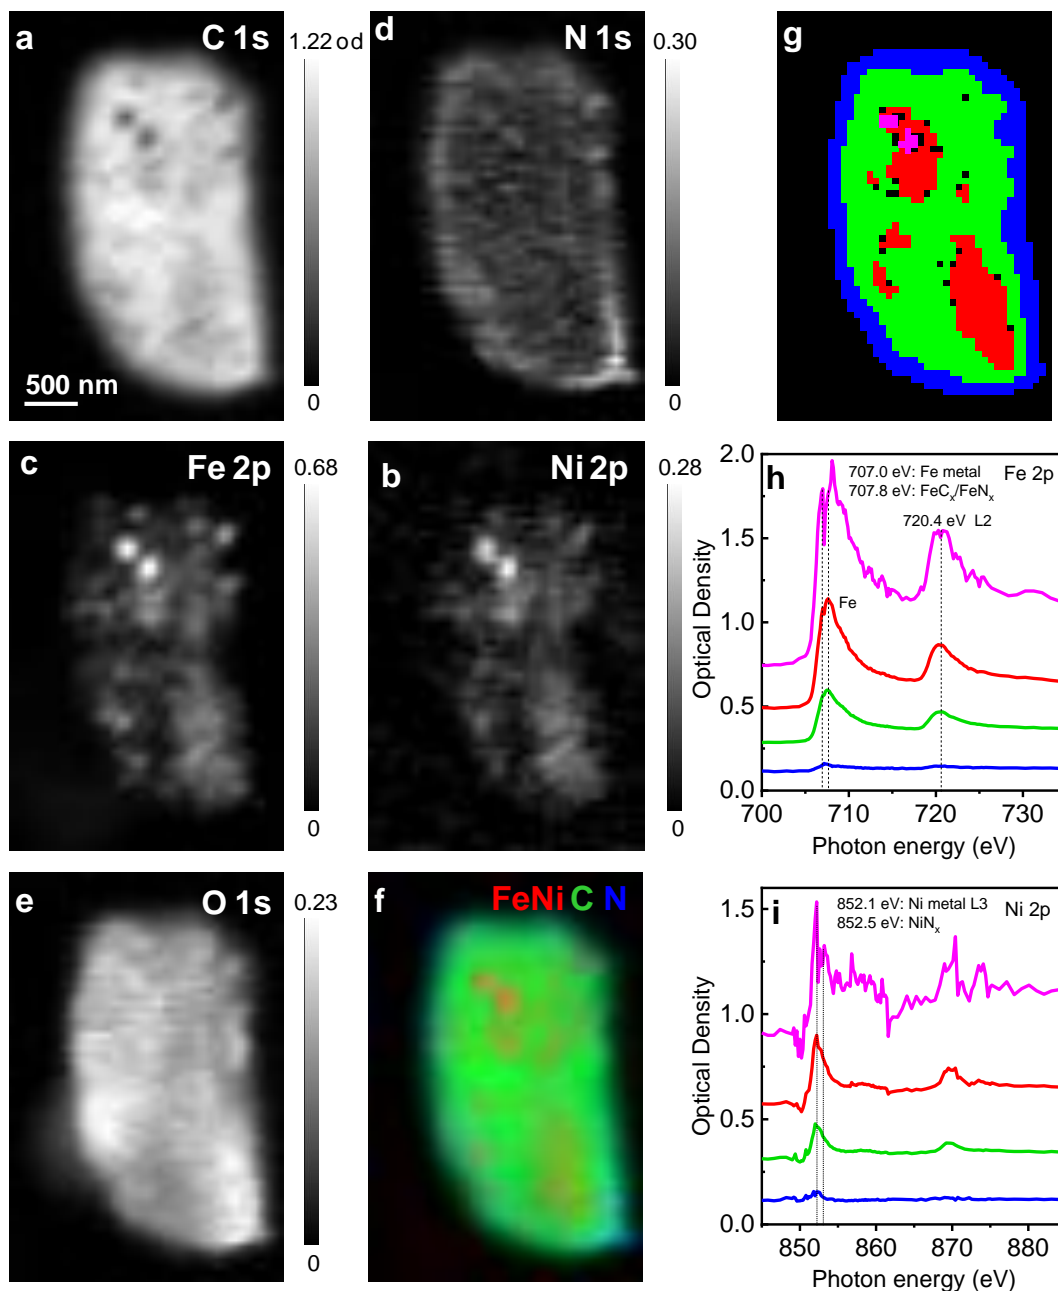 a
C 1s
1.22 od
0
500 nm
d
N 1s
0.30
0
g
c
Fe 2p
0.68
0
b
Ni 2p
0.28
0
h
707.0 eV: Fe metal
707.8 eV: FeCₓ/FeNₓ
Fe 2p
720.4 eV L2
Fe
Optical Density
2.0
1.5
1.0
0.5
0.0
700 710 720 730
Photon energy (eV)
e
O 1s
0.23
0
f
FeNi C N
i
852.1 eV: Ni metal L3
852.5 eV: NiNₓ
Ni 2p
Optical Density
1.5
1.0
0.5
0.0
850 860 870 880
Photon energy (eV)